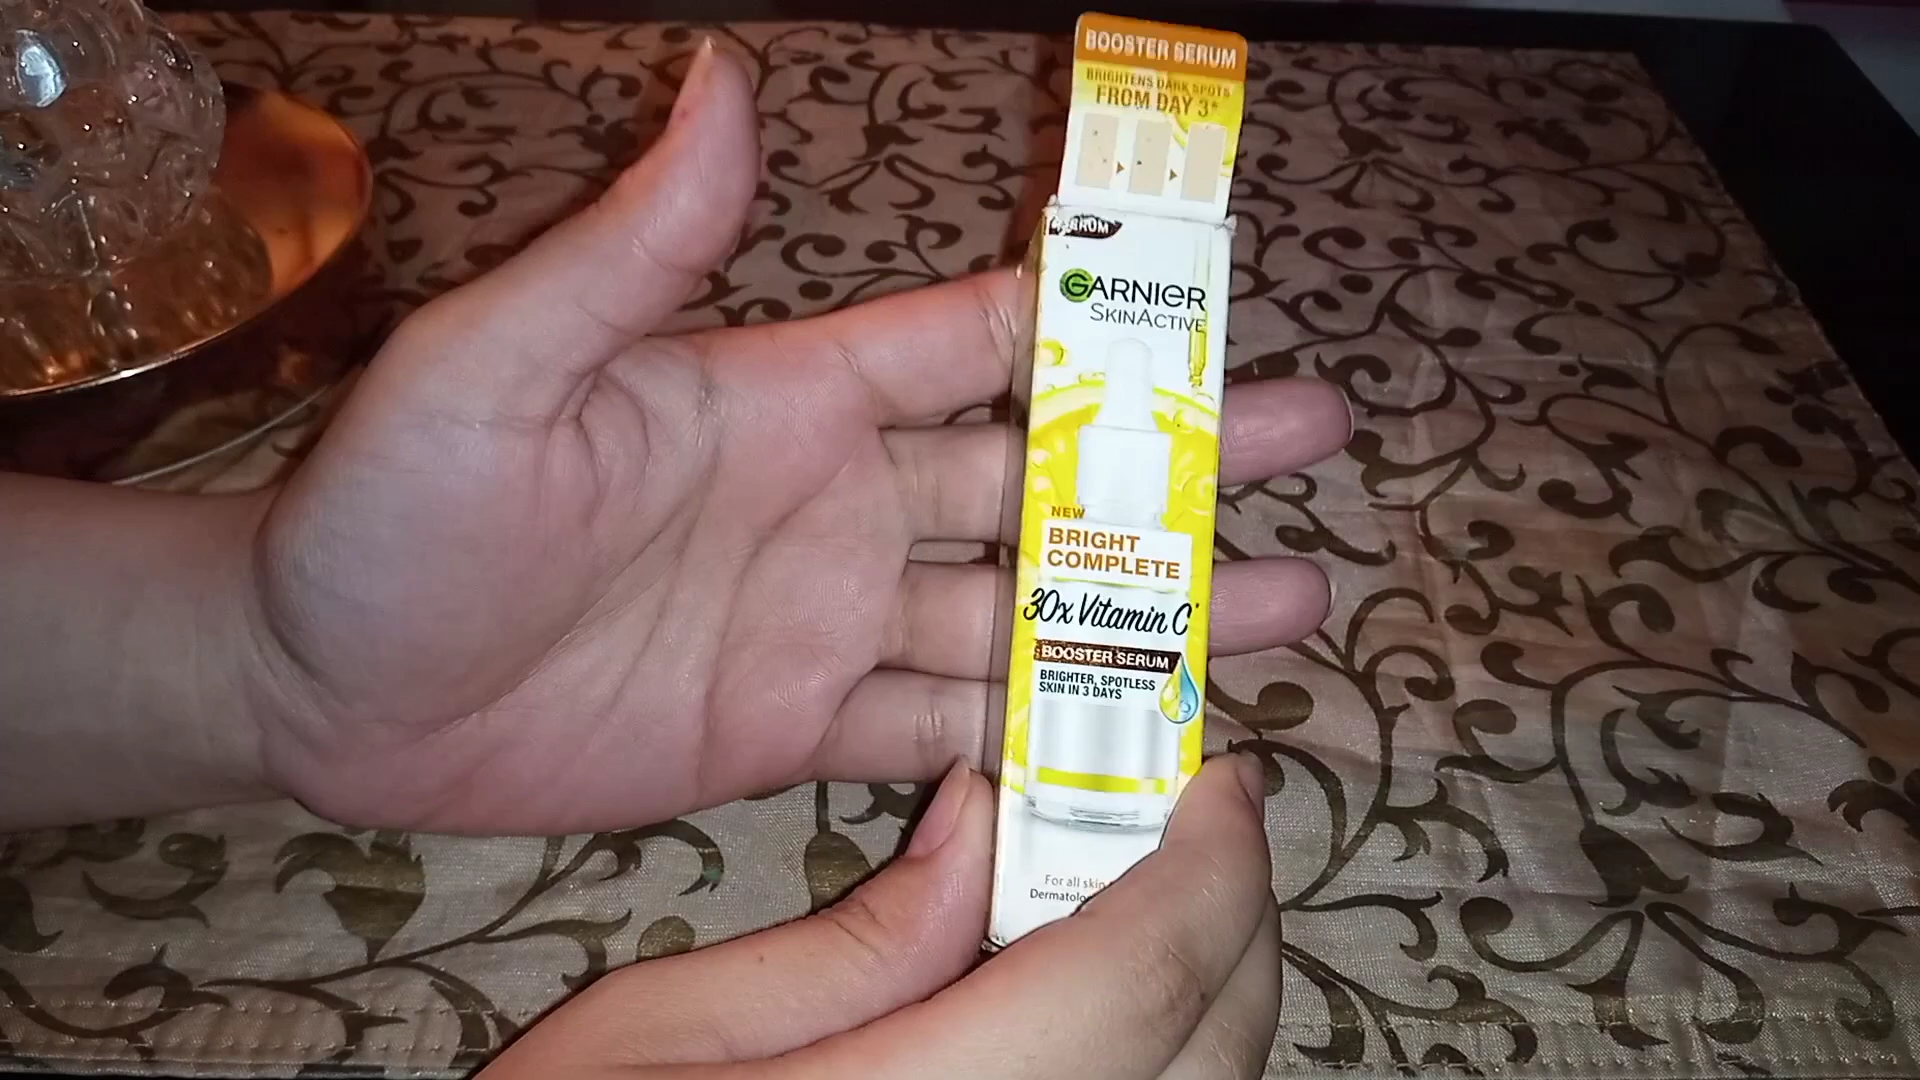 BOOSTER SERUM
BRIGHTENS DARK SPOTS
FROM DAY 3*
GARNIER
SKINACTIVE
NEW
BRIGHT
COMPLETE
30x Vitamin C*
BOOSTER SERUM
BRIGHTER, SPOTLESS
SKIN IN 3 DAYS
For all skin